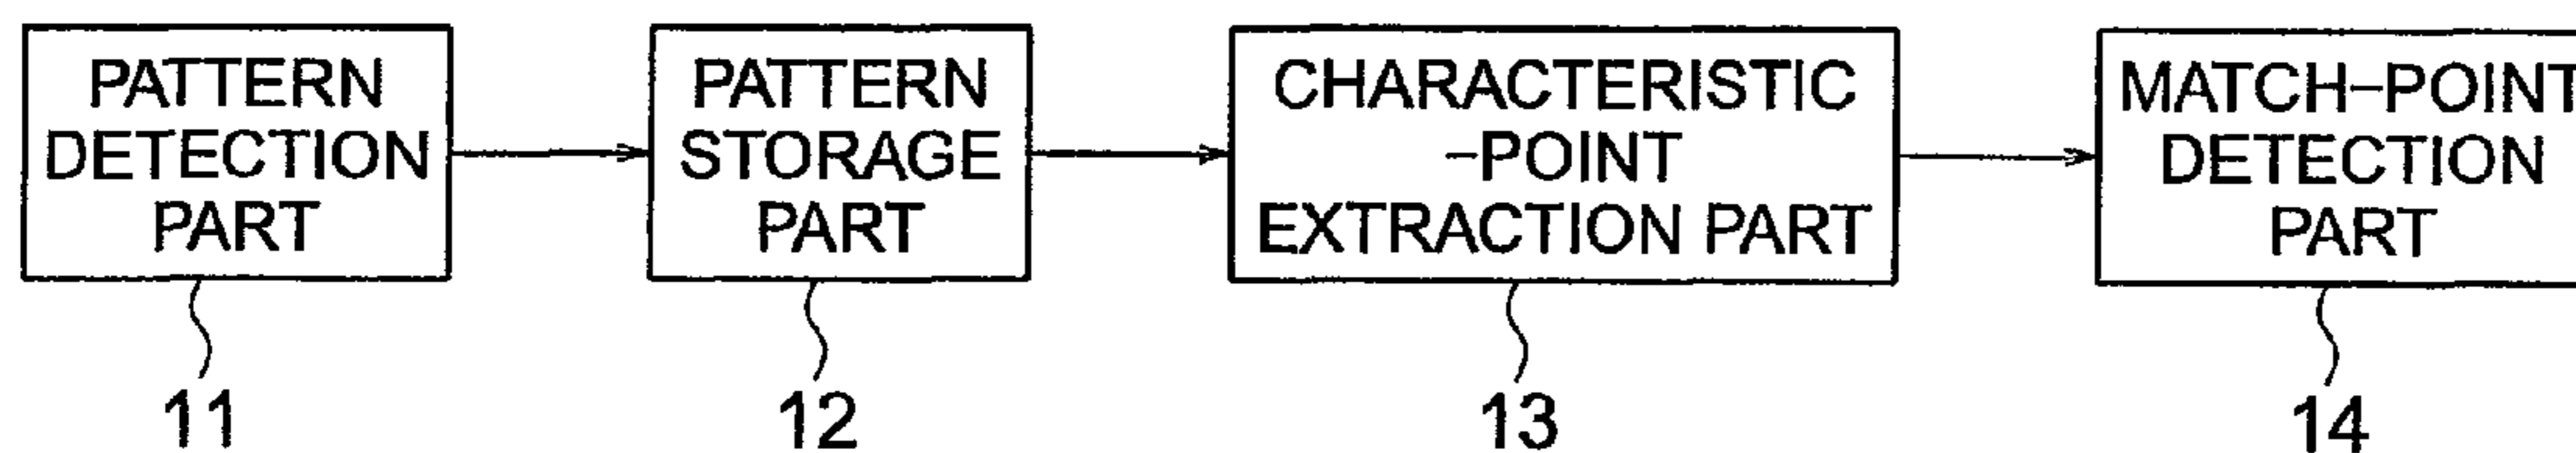 PATTERN
DETECTION
PART
PATTERN
STORAGE
PART
CHARACTERISTIC
-POINT
EXTRACTION PART
MATCH-POINT
DETECTION
PART
11
12
13
14